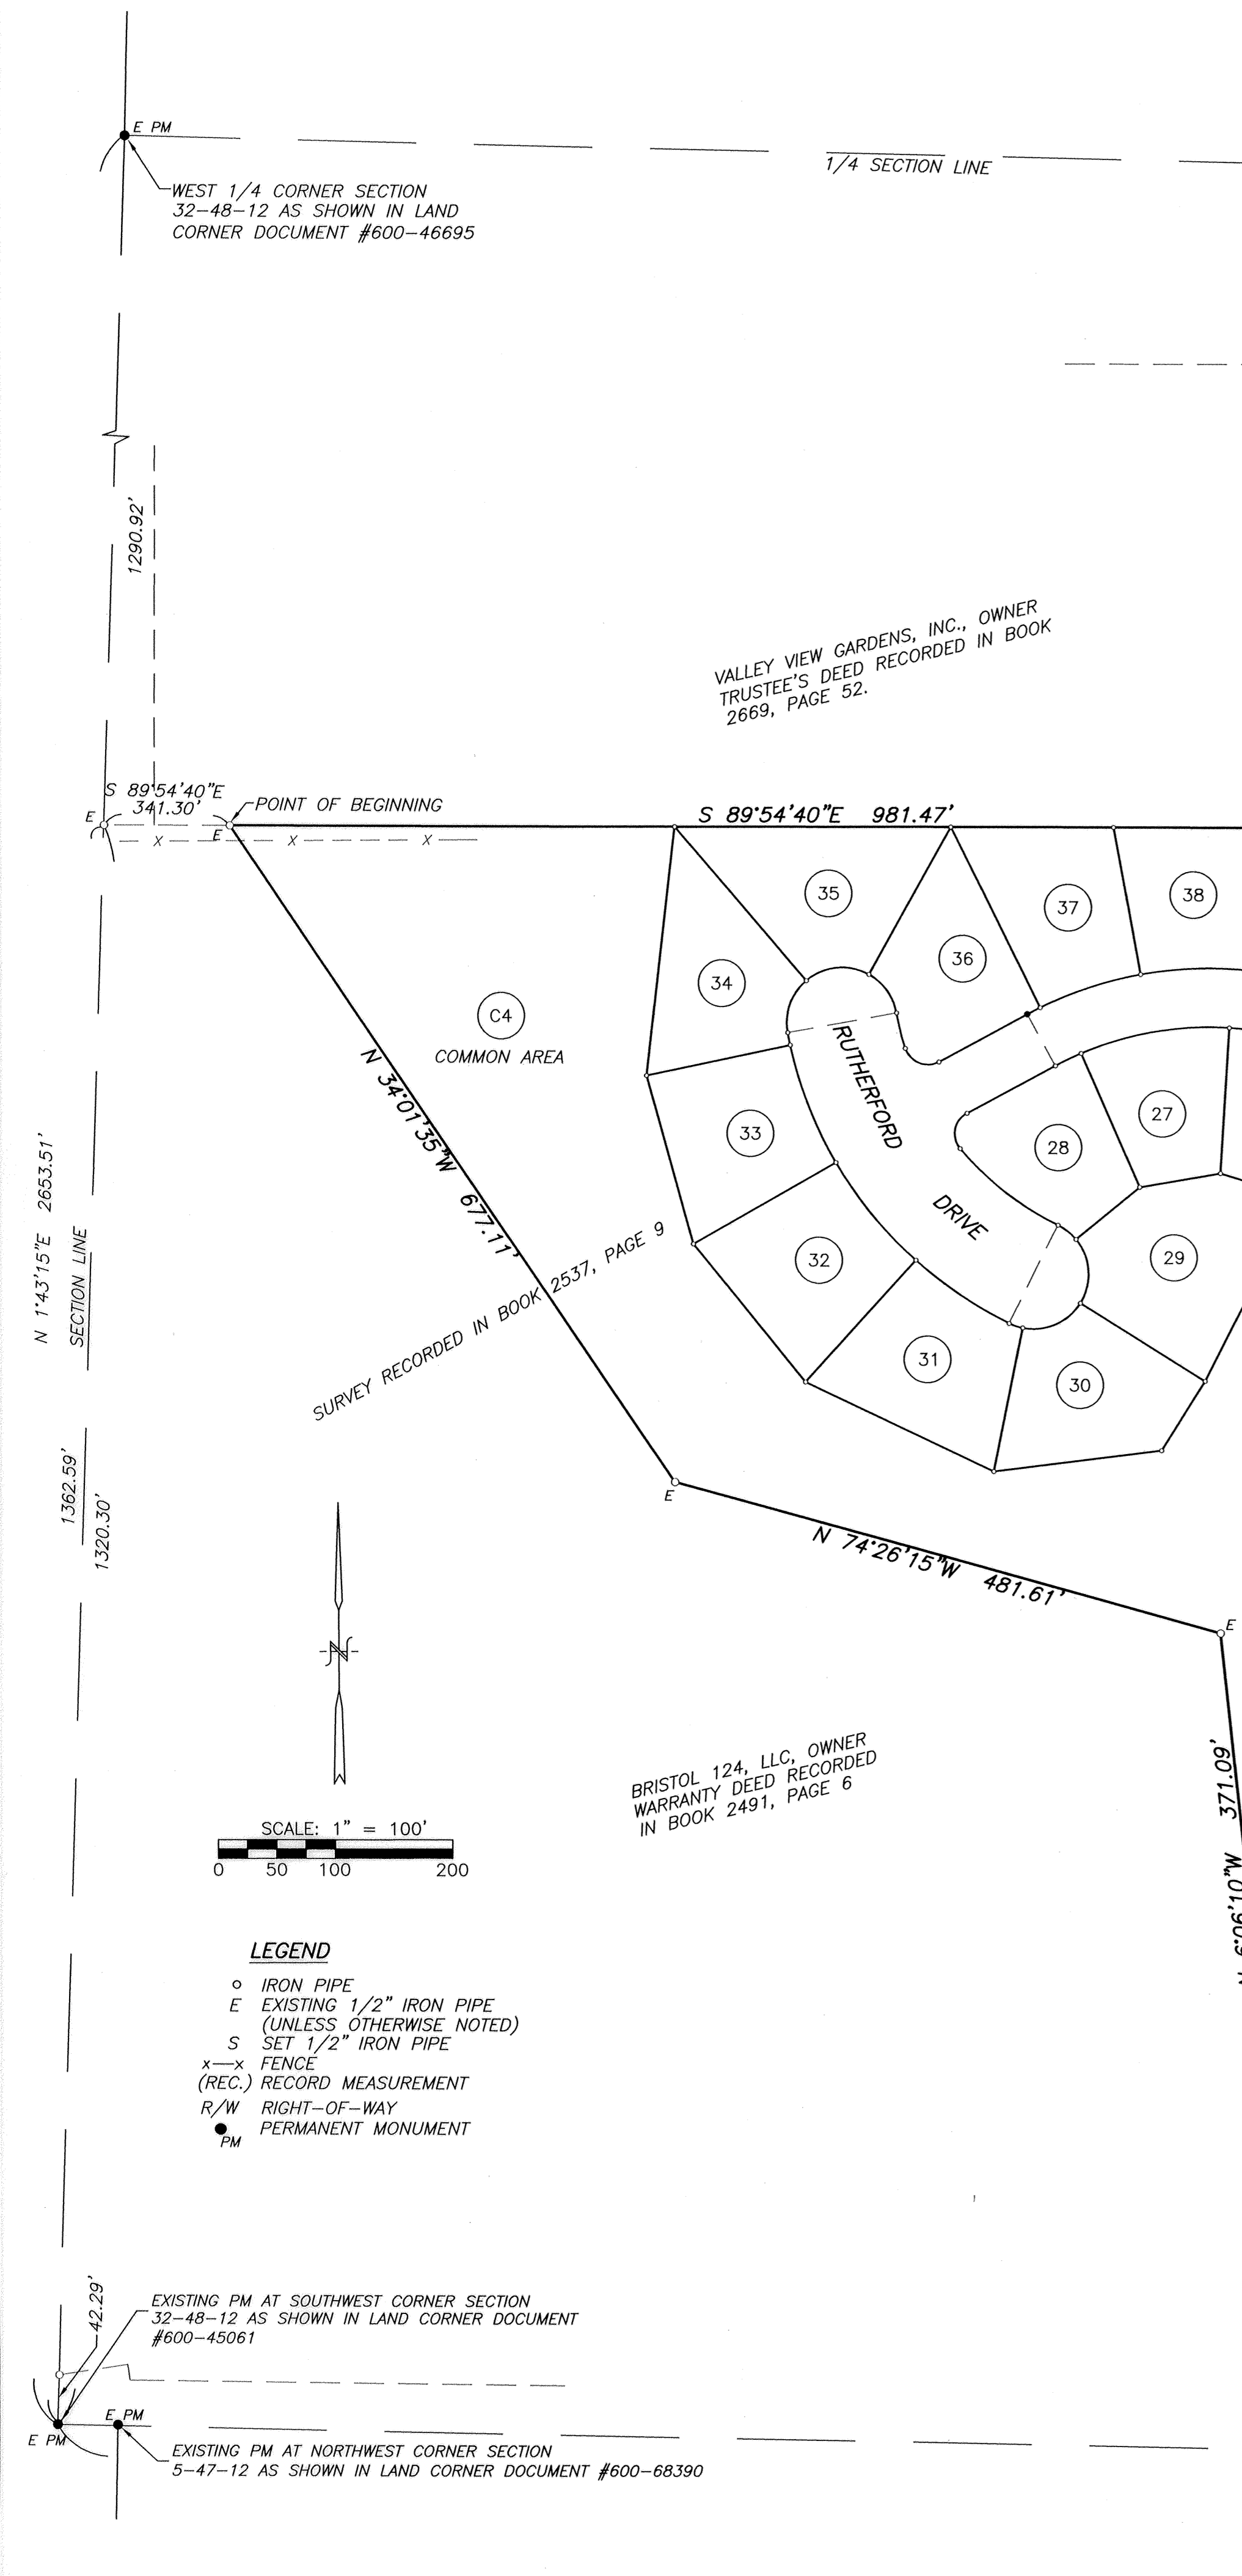 E PM
WEST 1/4 CORNER SECTION
32-48-12 AS SHOWN IN LAND
CORNER DOCUMENT #600-46695
1/4 SECTION LINE
1290.92'
VALLEY VIEW GARDENS, INC., OWNER
TRUSTEE'S DEED RECORDED IN BOOK
2669, PAGE 52.
S 89°54'40"E
341.30'
E
E
POINT OF BEGINNING
S 89°54'40"E 981.47'
x x x
35
37
38
36
34
C4
COMMON AREA
RUTHERFORD
DRIVE
33
28
27
32
29
31
30
N 34°01'35"W 677.11'
N 1°43'15"E 2653.51'
SECTION LINE
SURVEY RECORDED IN BOOK 2537, PAGE 9
1362.59'
1320.30'
E
N 74°26'15"W 481.61'
E
N
371.09'
N 6°06'10"W
BRISTOL 124, LLC, OWNER
WARRANTY DEED RECORDED
IN BOOK 2491, PAGE 6
SCALE: 1" = 100'
0 50 100 200
LEGEND
IRON PIPE
E EXISTING 1/2" IRON PIPE
(UNLESS OTHERWISE NOTED)
S SET 1/2" IRON PIPE
x—x FENCE
(REC.) RECORD MEASUREMENT
R/W RIGHT-OF-WAY
PM PERMANENT MONUMENT
42.29'
EXISTING PM AT SOUTHWEST CORNER SECTION
32-48-12 AS SHOWN IN LAND CORNER DOCUMENT
#600-45061
E PM
E PM
EXISTING PM AT NORTHWEST CORNER SECTION
5-47-12 AS SHOWN IN LAND CORNER DOCUMENT #600-68390